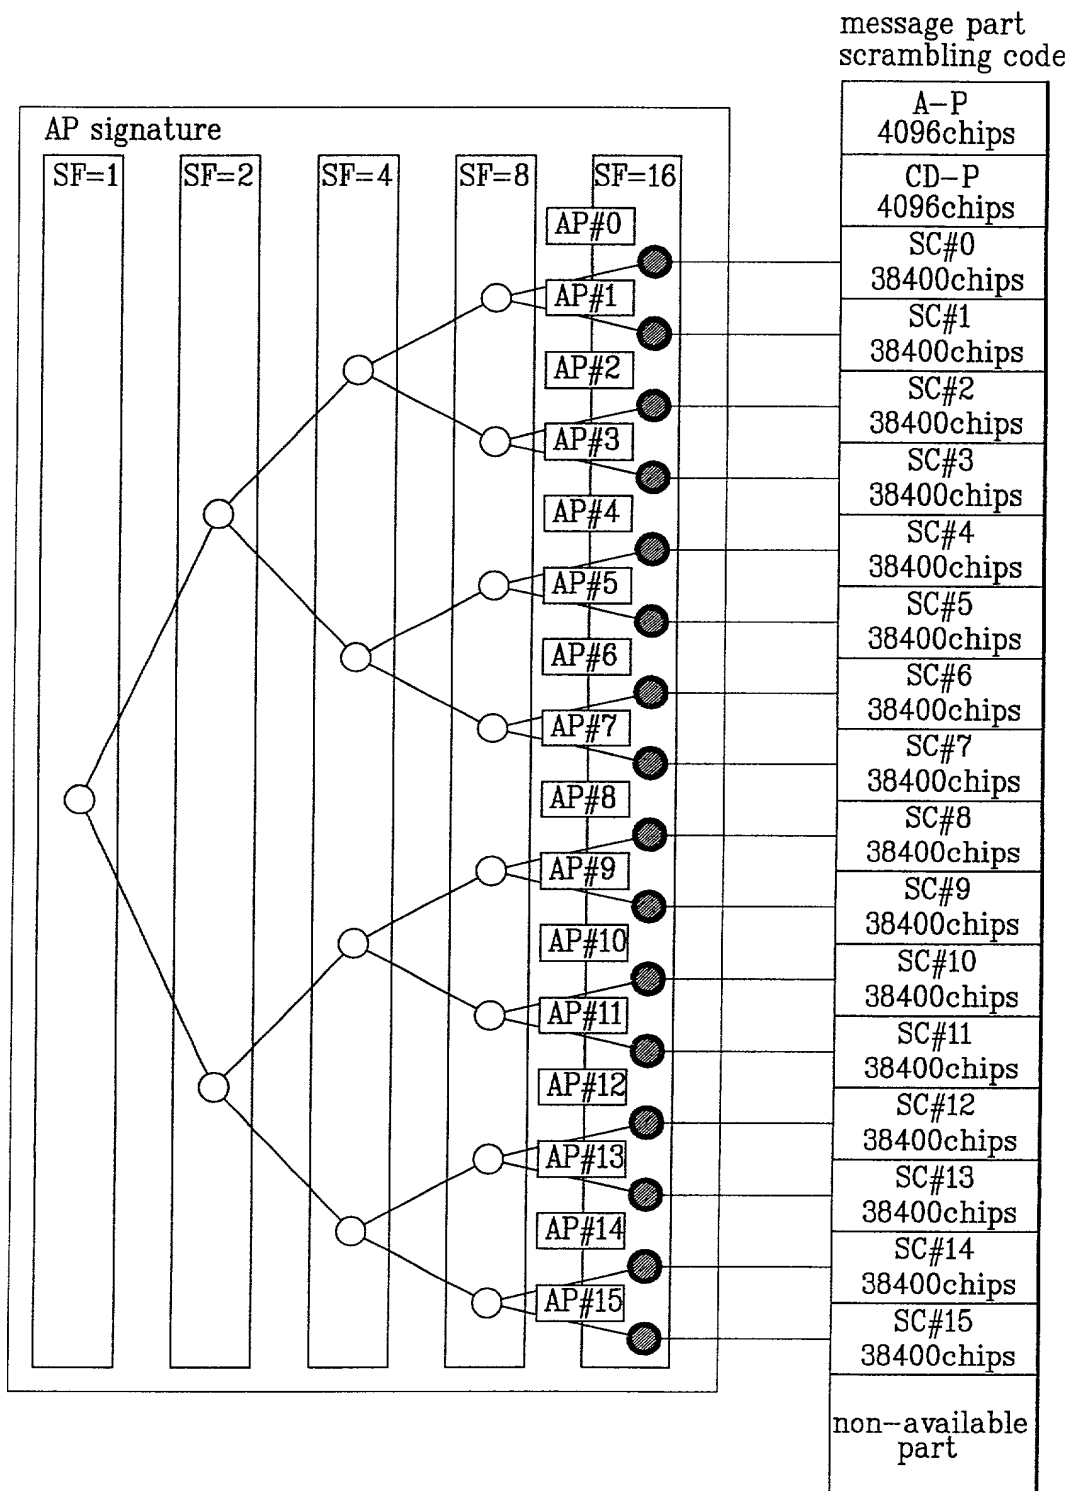 message part
scrambling code
AP signature
SF=1
SF=2
SF=4
SF=8
SF=16
AP#0
AP#1
AP#2
AP#3
AP#4
AP#5
AP#6
AP#7
AP#8
AP#9
AP#10
AP#11
AP#12
AP#13
AP#14
AP#15
A-P
4096chips
CD-P
4096chips
SC#0
38400chips
SC#1
38400chips
SC#2
38400chips
SC#3
38400chips
SC#4
38400chips
SC#5
38400chips
SC#6
38400chips
SC#7
38400chips
SC#8
38400chips
SC#9
38400chips
SC#10
38400chips
SC#11
38400chips
SC#12
38400chips
SC#13
38400chips
SC#14
38400chips
SC#15
38400chips
non-available
part